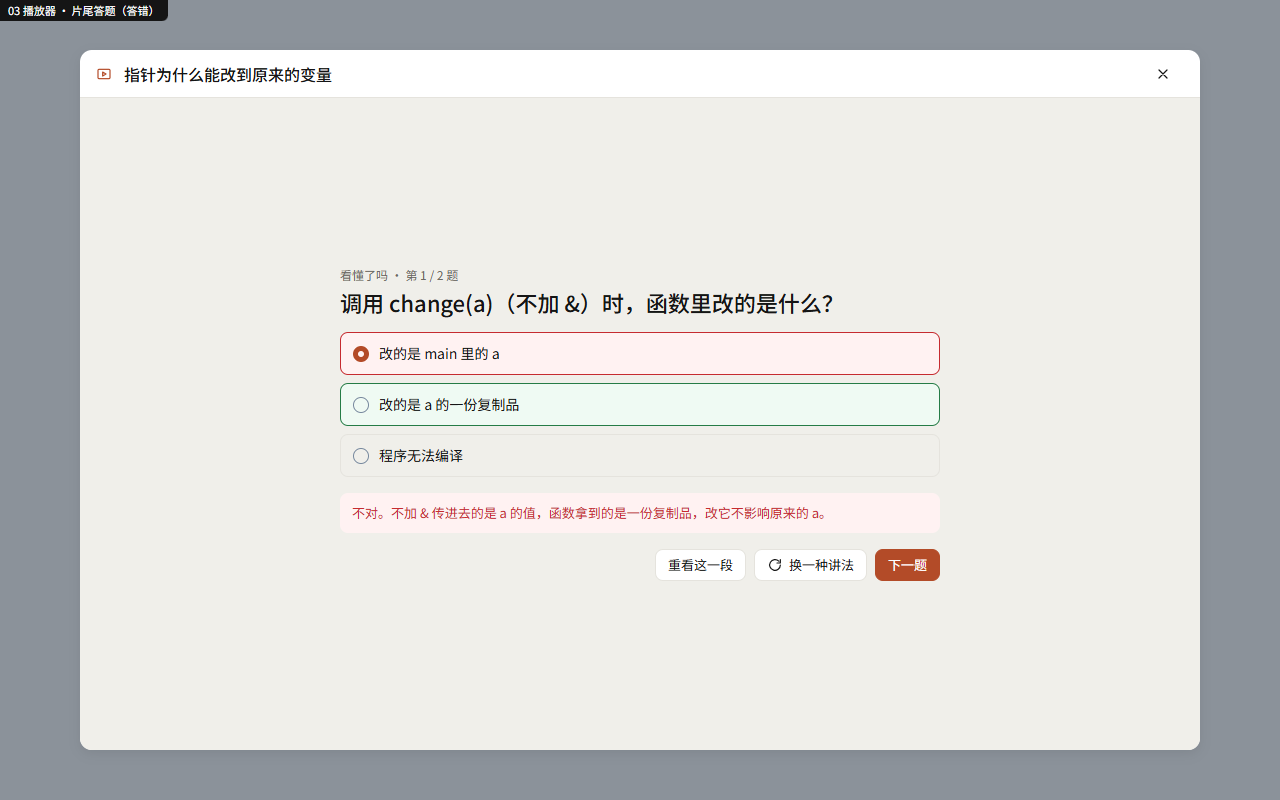 03 播放器 · 片尾答题（答错）
指针为什么能改到原来的变量
看懂了吗 · 第 1 / 2 题
调用 change(a)（不加 &）时，函数里改的是什么？
改的是 main 里的 a
改的是 a 的一份复制品
程序无法编译
不对。不加 & 传进去的是 a 的值，函数拿到的是一份复制品，改它不影响原来的 a。
重看这一段
换一种讲法
下一题